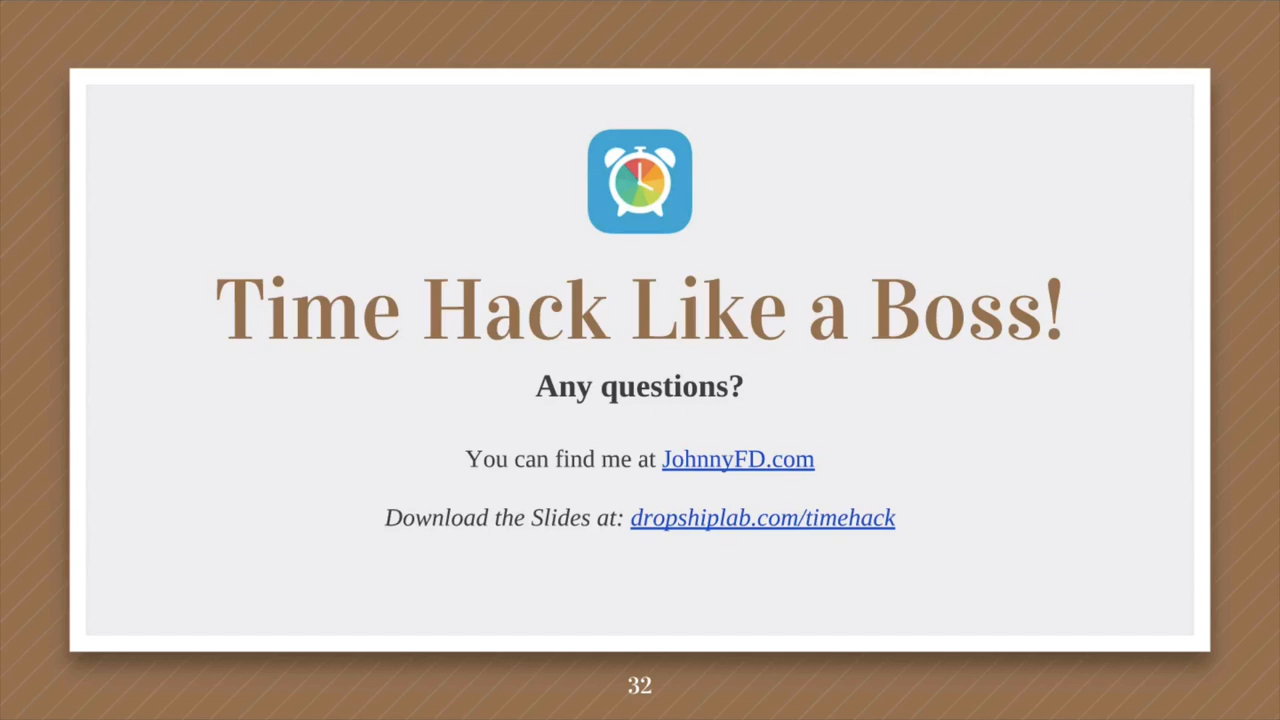 Time Hack Like a Boss!
Any questions?
You can find me at JohnnyFD.com
Download the Slides at: dropshiplab.com/timehack
32